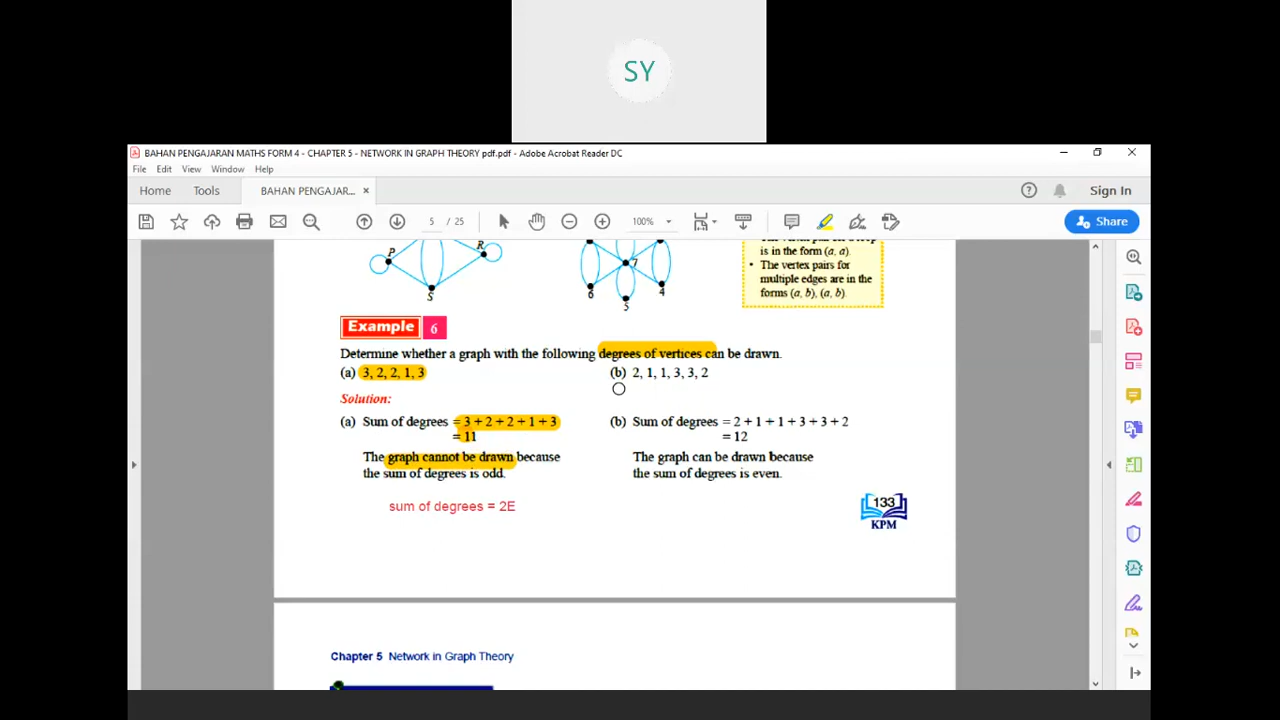 SY
BAHAN PENGAJARAN MATHS FORM 4 - CHAPTER 5 - NETWORK IN GRAPH THEORY pdf.pdf - Adobe Acrobat Reader DC
File Edit View Window Help
Home Tools BAHAN PENGAJAR... × Sign In
5 / 25 100% Share
P R S
7 6 5 4
is in the form (a, a).
• The vertex pairs for
multiple edges are in the
forms (a, b), (a, b).
Example 6
Determine whether a graph with the following degrees of vertices can be drawn.
(a) 3, 2, 2, 1, 3 (b) 2, 1, 1, 3, 3, 2
Solution:
(a) Sum of degrees = 3 + 2 + 2 + 1 + 3 (b) Sum of degrees = 2 + 1 + 1 + 3 + 3 + 2
= 11 = 12
The graph cannot be drawn because The graph can be drawn because
the sum of degrees is odd. the sum of degrees is even.
sum of degrees = 2E
133
KPM
Chapter 5 Network in Graph Theory